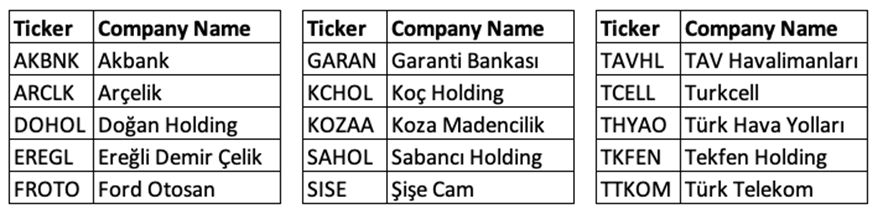 Ticker Company Name
AKBNK Akbank
ARCLK Arçelik
DOHOL Doğan Holding
EREGL Ereğli Demir Çelik
FROTO Ford Otosan
Ticker Company Name
GARAN Garanti Bankası
KCHOL Koç Holding
KOZAA Koza Madencilik
SAHOL Sabancı Holding
SISE Şişe Cam
Ticker Company Name
TAVHL TAV Havalimanları
TCELL Turkcell
THYAO Türk Hava Yolları
TKFEN Tekfen Holding
TTKOM Türk Telekom